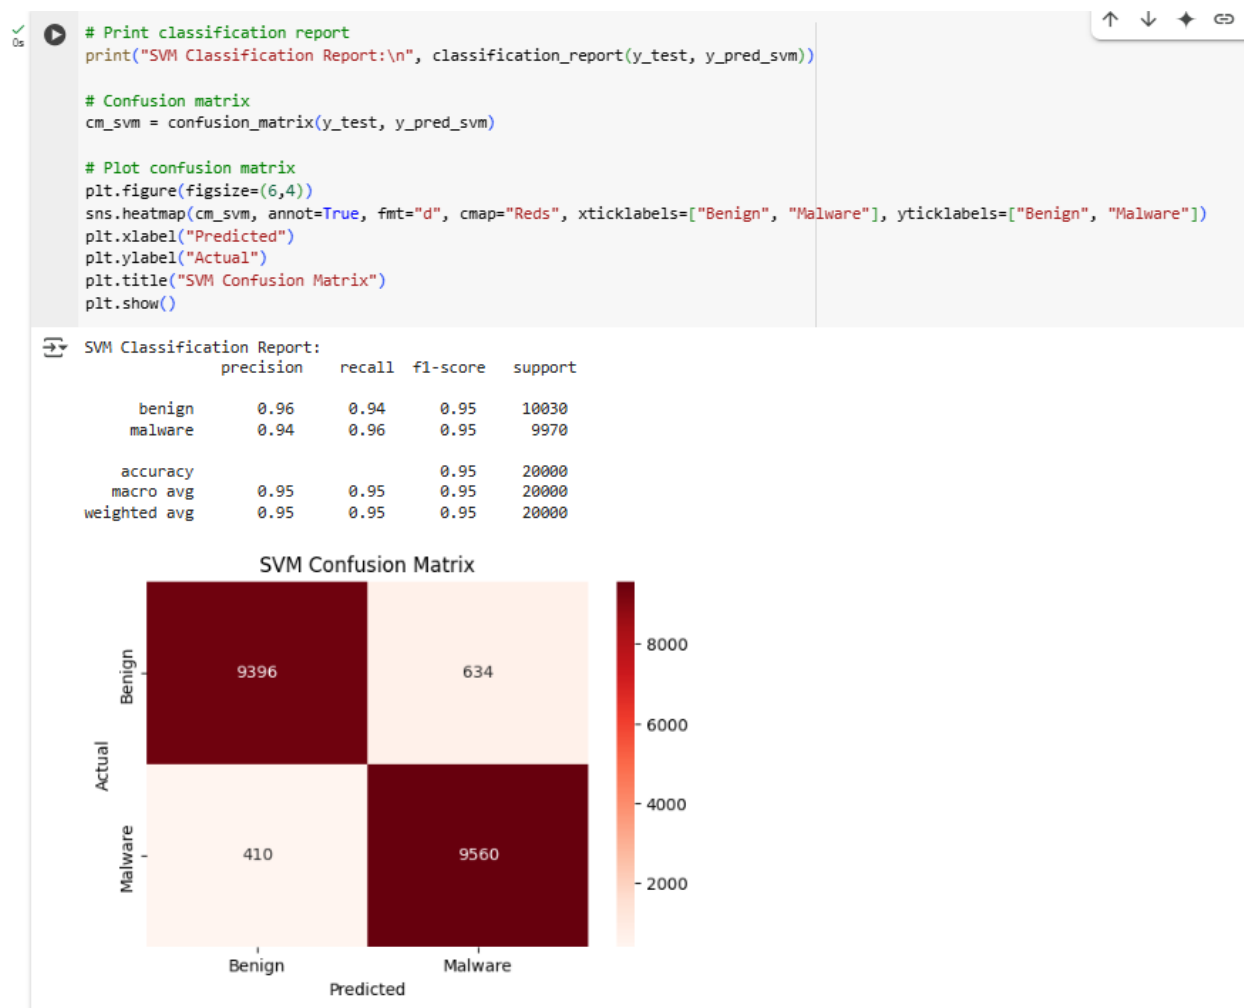 # Print classification report
print("SVM Classification Report:\n", classification_report(y_test, y_pred_svm))
# Confusion matrix
cm_svm = confusion_matrix(y_test, y_pred_svm)
# Plot confusion matrix
plt.figure(figsize=(6,4))
sns.heatmap(cm_svm, annot=True, fmt="d", cmap="Reds", xticklabels=["Benign", "Malware"], yticklabels=["Benign", "Malware"])
plt.xlabel("Predicted")
plt.ylabel("Actual")
plt.title("SVM Confusion Matrix")
plt.show()
0s
SVM Classification Report:
precision recall f1-score support
benign 0.96 0.94 0.95 10030
malware 0.94 0.96 0.95 9970
accuracy 0.95 20000
macro avg 0.95 0.95 0.95 20000
weighted avg 0.95 0.95 0.95 20000
SVM Confusion Matrix
Benign 9396 634
Actual
Malware 410 9560
8000
6000
4000
2000
Benign Malware
Predicted